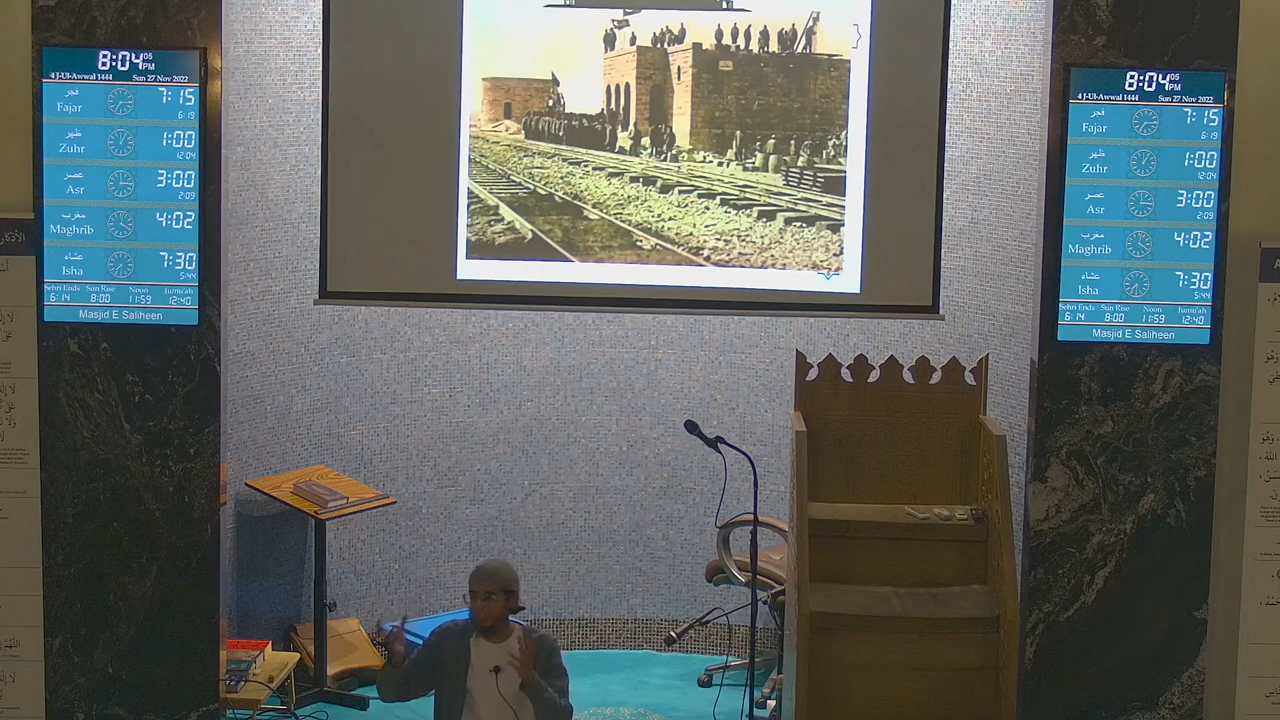 8:04 05 PM
4 J-Ul-Awwal 1444 Sun 27 Nov 2022
فجر
Fajar 7:15
6:19
ظهر
Zuhr 1:00
12:04
عصر
Asr 3:00
2:09
مغرب
Maghrib 4:02
عشاء
Isha 7:30
5:44
Sehri Ends Sun Rise Noon Jumu'ah
6:14 8:00 11:59 12:40
Masjid E Saliheen
8:04 05 PM
4 J-Ul-Awwal 1444 Sun 27 Nov 2022
فجر
Fajar 7:15
6:19
ظهر
Zuhr 1:00
12:04
عصر
Asr 3:00
2:09
مغرب
Maghrib 4:02
عشاء
Isha 7:30
5:44
Sehri Ends Sun Rise Noon Jumu'ah
6:14 8:00 11:59 12:40
Masjid E Saliheen